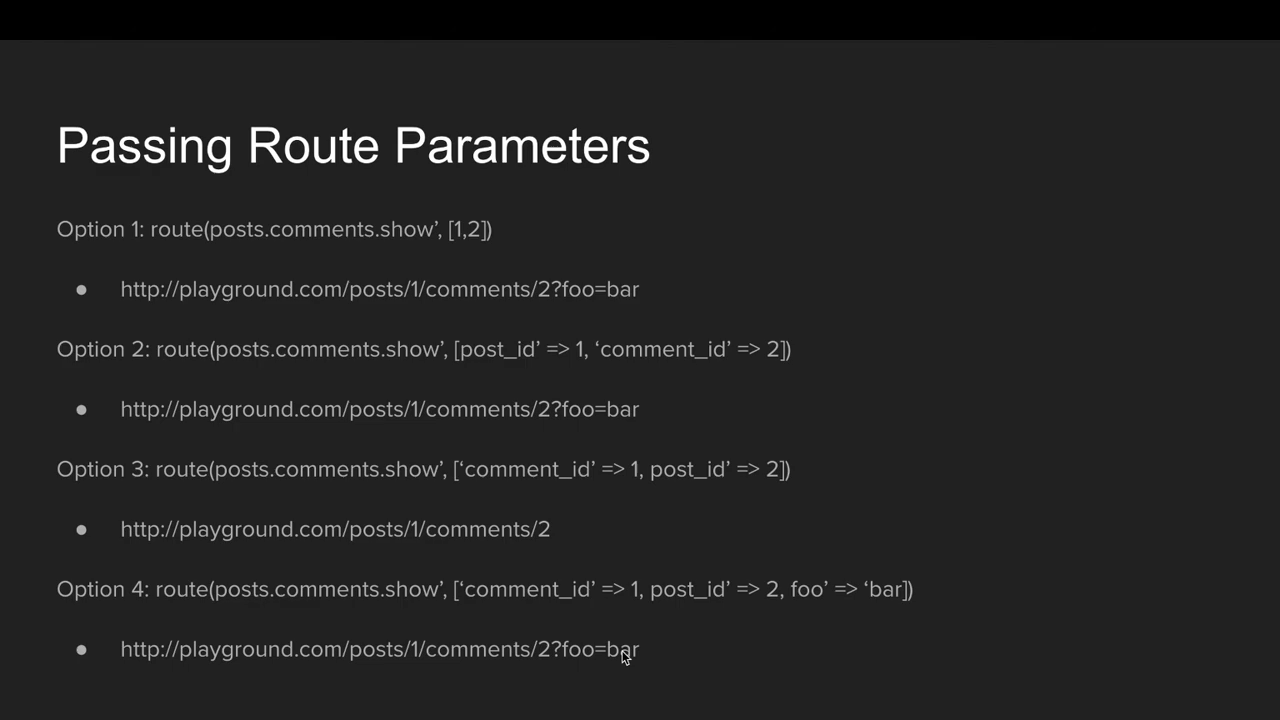 Passing Route Parameters
Option 1: route(posts.comments.show’, [1,2])
● http://playground.com/posts/1/comments/2?foo=bar
Option 2: route(posts.comments.show’, [post_id’ => 1, ‘comment_id’ => 2])
● http://playground.com/posts/1/comments/2?foo=bar
Option 3: route(posts.comments.show’, [‘comment_id’ => 1, post_id’ => 2])
● http://playground.com/posts/1/comments/2
Option 4: route(posts.comments.show’, [‘comment_id’ => 1, post_id’ => 2, foo’ => ‘bar])
● http://playground.com/posts/1/comments/2?foo=bar